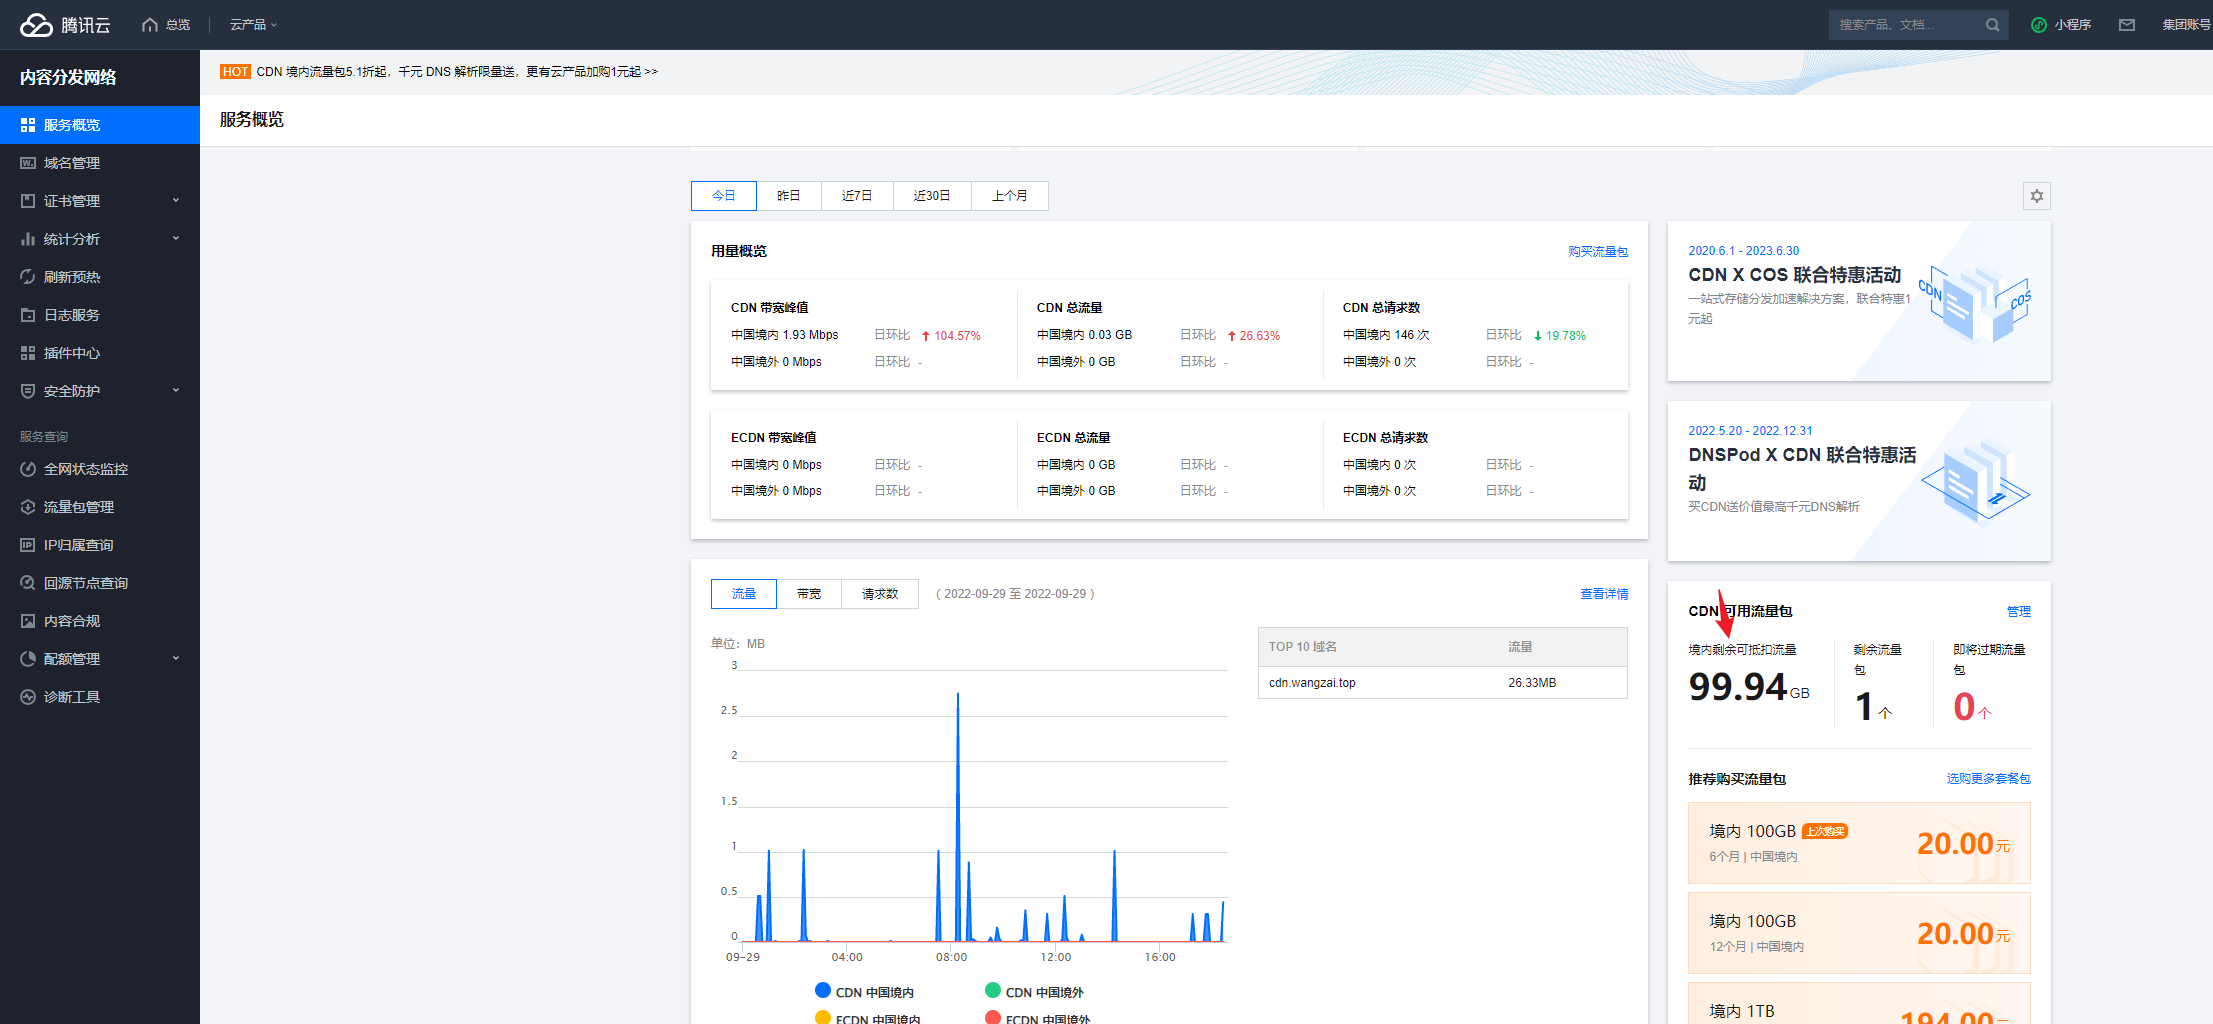 腾讯云 总览 云产品 搜索产品、文档... 小程序 集团账号
内容分发网络
服务概览
域名管理
证书管理
统计分析
刷新预热
日志服务
插件中心
安全防护
服务查询
全网状态监控
流量包管理
IP归属查询
回源节点查询
内容合规
配额管理
诊断工具
HOT CDN 境内流量包5.1折起，千元 DNS 解析限量送，更有云产品加购1元起 >>
服务概览
今日 昨日 近7日 近30日 上个月
用量概览 购买流量包
CDN 带宽峰值
中国境内 1.93 Mbps 日环比 104.57%
中国境外 0 Mbps 日环比 -
CDN 总流量
中国境内 0.03 GB 日环比 26.63%
中国境外 0 GB 日环比 -
CDN 总请求数
中国境内 146 次 日环比 19.78%
中国境外 0 次 日环比 -
ECDN 带宽峰值
中国境内 0 Mbps 日环比 -
中国境外 0 Mbps 日环比 -
ECDN 总流量
中国境内 0 GB 日环比 -
中国境外 0 GB 日环比 -
ECDN 总请求数
中国境内 0 次 日环比 -
中国境外 0 次 日环比 -
流量 带宽 请求数 ( 2022-09-29 至 2022-09-29 ) 查看详情
单位：MB
3
2.5
2
1.5
1
0.5
0
09-29 04:00 08:00 12:00 16:00
CDN 中国境内 CDN 中国境外
ECDN 中国境内 ECDN 中国境外
TOP 10 域名 流量
cdn.wangzai.top 26.33MB
2020.6.1 - 2023.6.30
CDN X COS 联合特惠活动
一站式存储分发加速解决方案，联合特惠1
元起
CDN COS
2022.5.20 - 2022.12.31
DNSPod X CDN 联合特惠活
动
买CDN送价值最高千元DNS解析
CDN 可用流量包 管理
境内剩余可抵扣流量
99.94 GB
剩余流量
包
1 个
即将过期流量
包
0 个
推荐购买流量包 选购更多套餐包
境内 100GB 上次购买
6个月 | 中国境内
20.00 元
境内 100GB
12个月 | 中国境内
20.00 元
境内 1TB
194.00 元